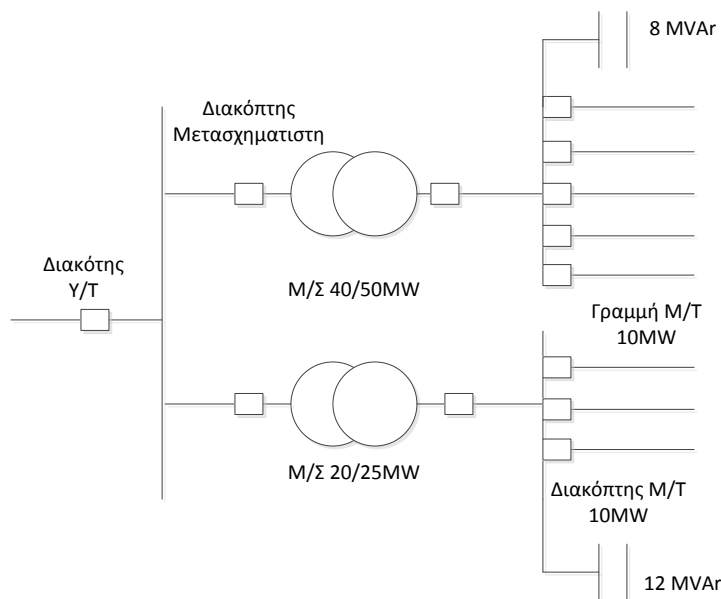 8 MVAr
Διακόπτης
Μετασχηματιστη
Διακότης
Υ/Τ
Μ/Σ 40/50MW
Γραμμή Μ/Τ
10MW
Μ/Σ 20/25MW
Διακόπτης Μ/Τ
10MW
12 MVAr